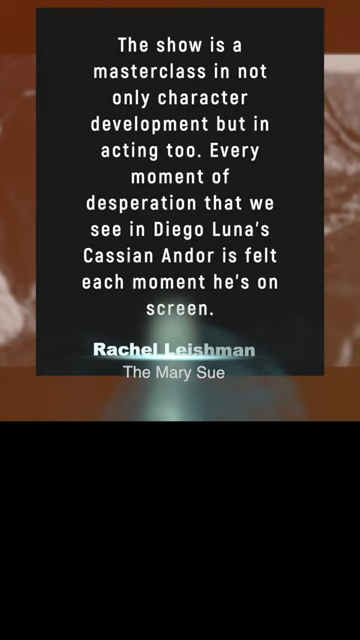 The show is a
masterclass in not
only character
development but in
acting too. Every
moment of
desperation that we
see in Diego Luna's
Cassian Andor is felt
each moment he's on
screen.
Rachel Leishman
The Mary Sue